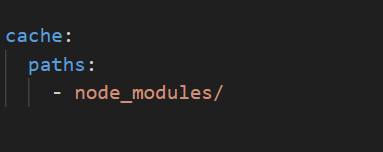 cache:
  paths:
    - node_modules/